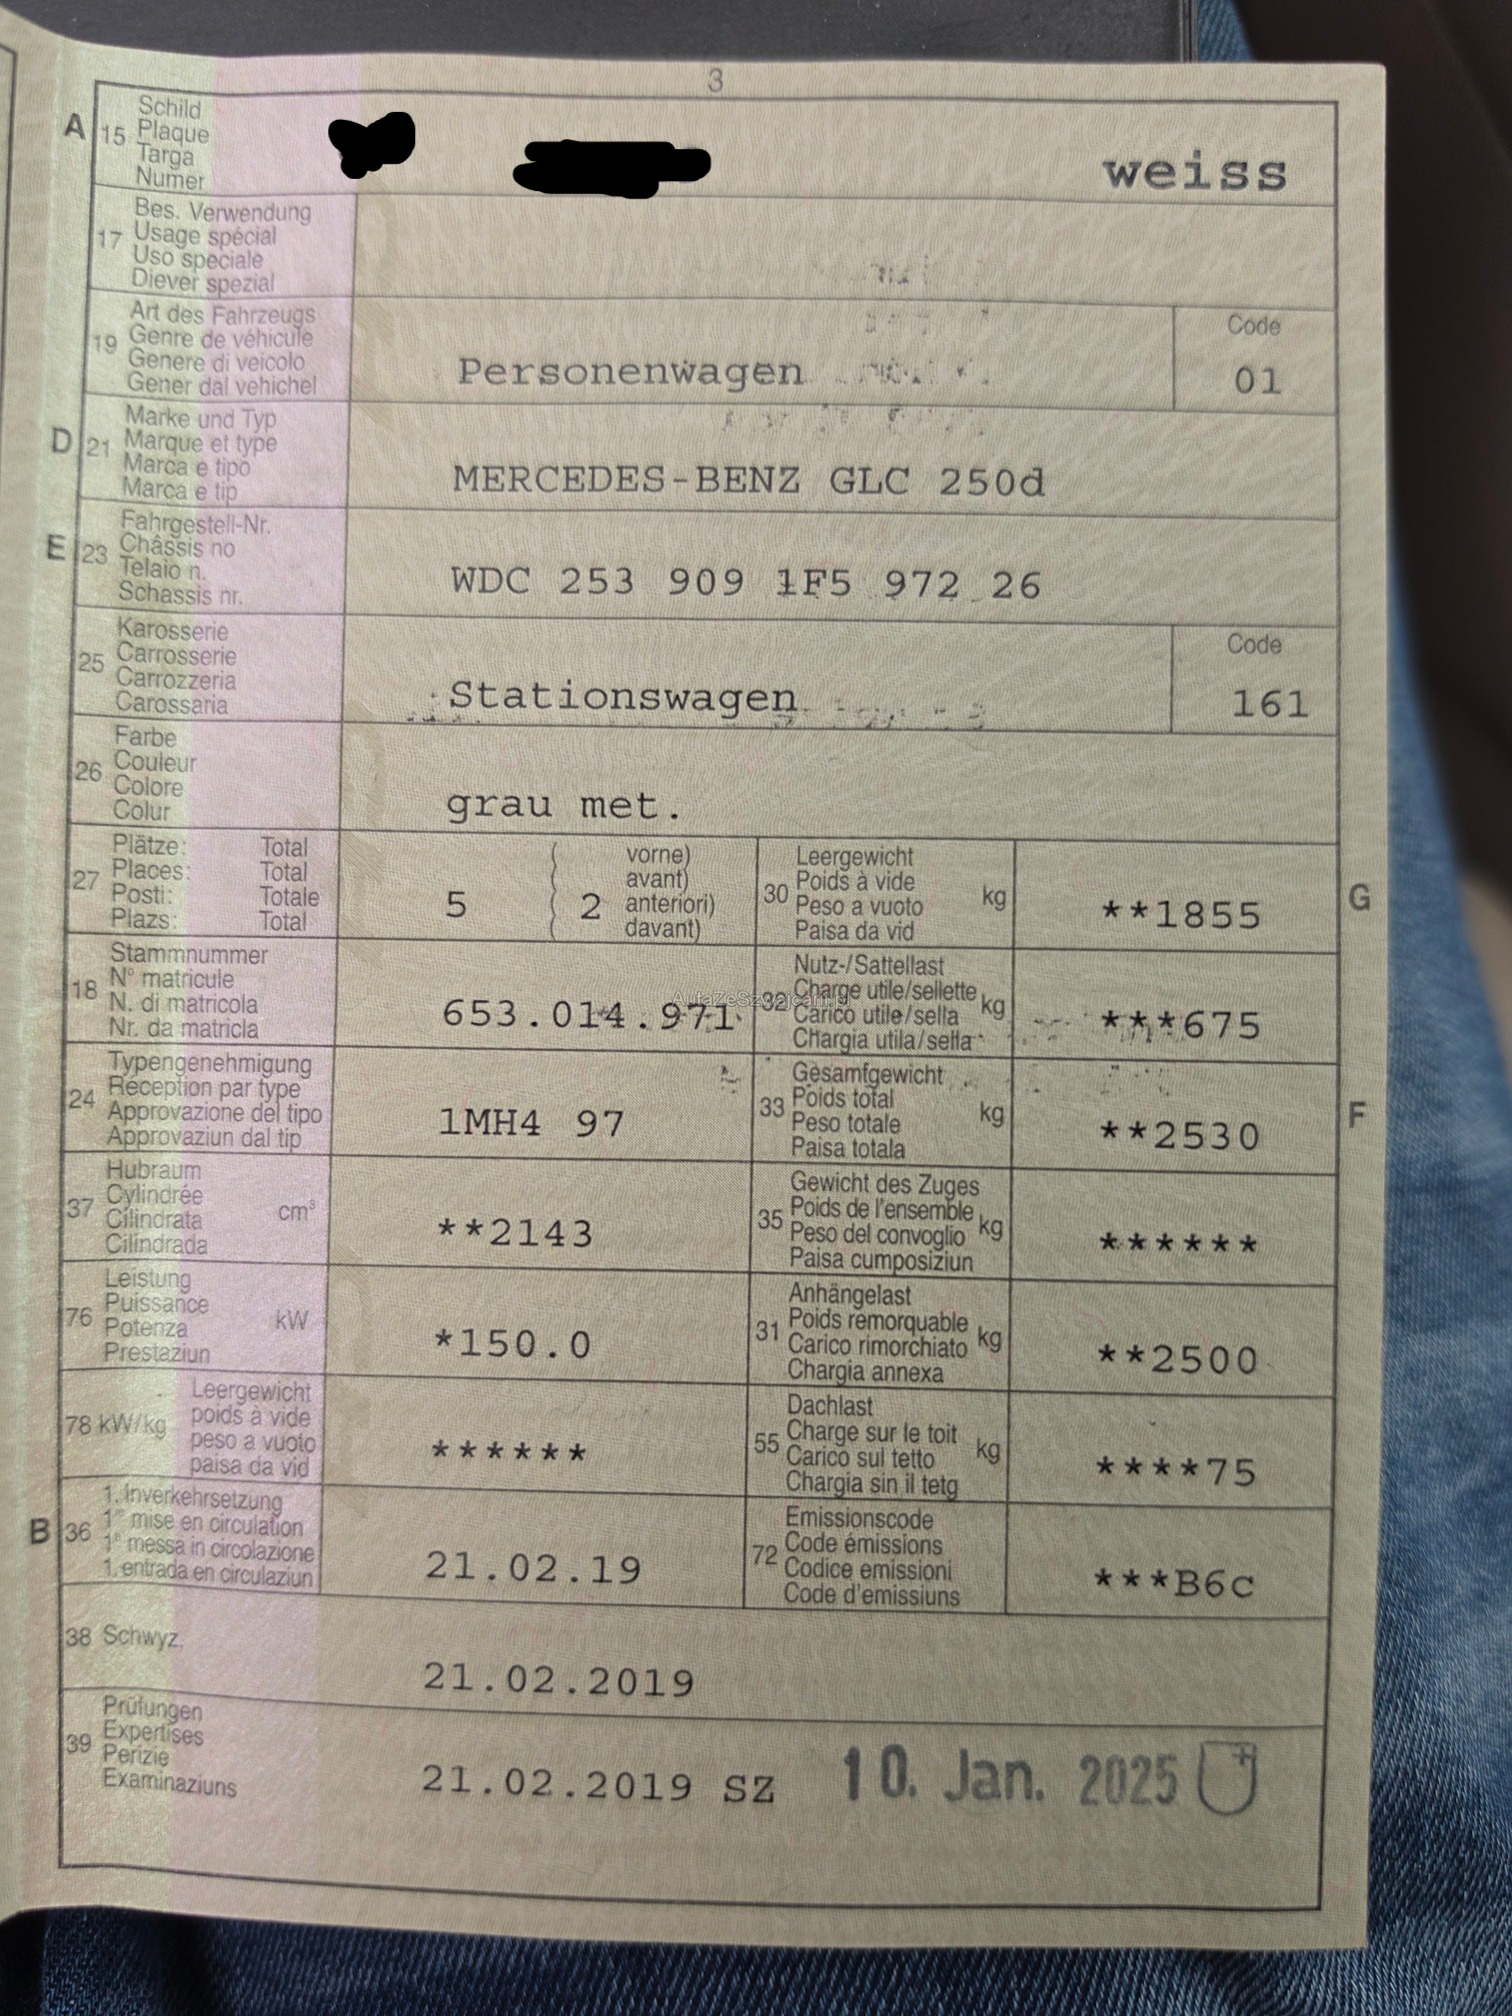 3
A 15 Schild
Plaque
Targa
Numer
weiss
17 Bes. Verwendung
Usage spécial
Uso speciale
Diever spezial
19 Art des Fahrzeugs
Genre de véhicule
Genere di veicolo
Gener dal vehichel
Personenwagen
Code
01
D 21 Marke und Typ
Marque et type
Marca e tipo
Marca e tip
MERCEDES-BENZ GLC 250d
E 23 Fahrgestell-Nr.
Châssis no
Telaio n.
Schassis nr.
WDC 253 909 1F5 972 26
25 Karosserie
Carrosserie
Carrozzeria
Carossaria
Stationswagen
Code
161
26 Farbe
Couleur
Colore
Colur
grau met.
27 Plätze: Total
Places: Total
Posti: Totale
Plazs: Total
5 ( 2 vorne)
avant)
anteriori)
davant)
30 Leergewicht
Poids à vide
Peso a vuoto
Paisa da vid
kg
**1855
G
18 Stammnummer
N° matricule
N. di matricola
Nr. da matricla
653.014.971
AutaZeSzwajcarii.pl
32 Nutz-/Sattellast
Charge utile/sellette
Carico utile/sella
Chargia utila/sella
kg
***675
24 Typengenehmigung
Réception par type
Approvazione del tipo
Approvaziun dal tip
1MH4 97
33 Gesamtgewicht
Poids total
Peso totale
Paisa totala
kg
**2530
F
37 Hubraum
Cylindrée
Cilindrata
Cilindrada
cm³
**2143
35 Gewicht des Zuges
Poids de l'ensemble
Peso del convoglio
Paisa cumposiziun
kg
******
76 Leistung
Puissance
Potenza
Prestaziun
kW
*150.0
31 Anhängelast
Poids remorquable
Carico rimorchiato
Chargia annexa
kg
**2500
78 kW/kg Leergewicht
poids à vide
peso a vuoto
paisa da vid
******
55 Dachlast
Charge sur le toit
Carico sul tetto
Chargia sin il tetg
kg
****75
B 36 1. Inverkehrsetzung
1re mise en circulation
1a messa in circolazione
1. entrada en circulaziun
21.02.19
72 Emissionscode
Code émissions
Codice emissioni
Code d'emissiuns
***B6c
38 Schwyz,
21.02.2019
39 Prüfungen
Expertises
Perizie
Examinaziuns
21.02.2019 SZ 10. Jan. 2025